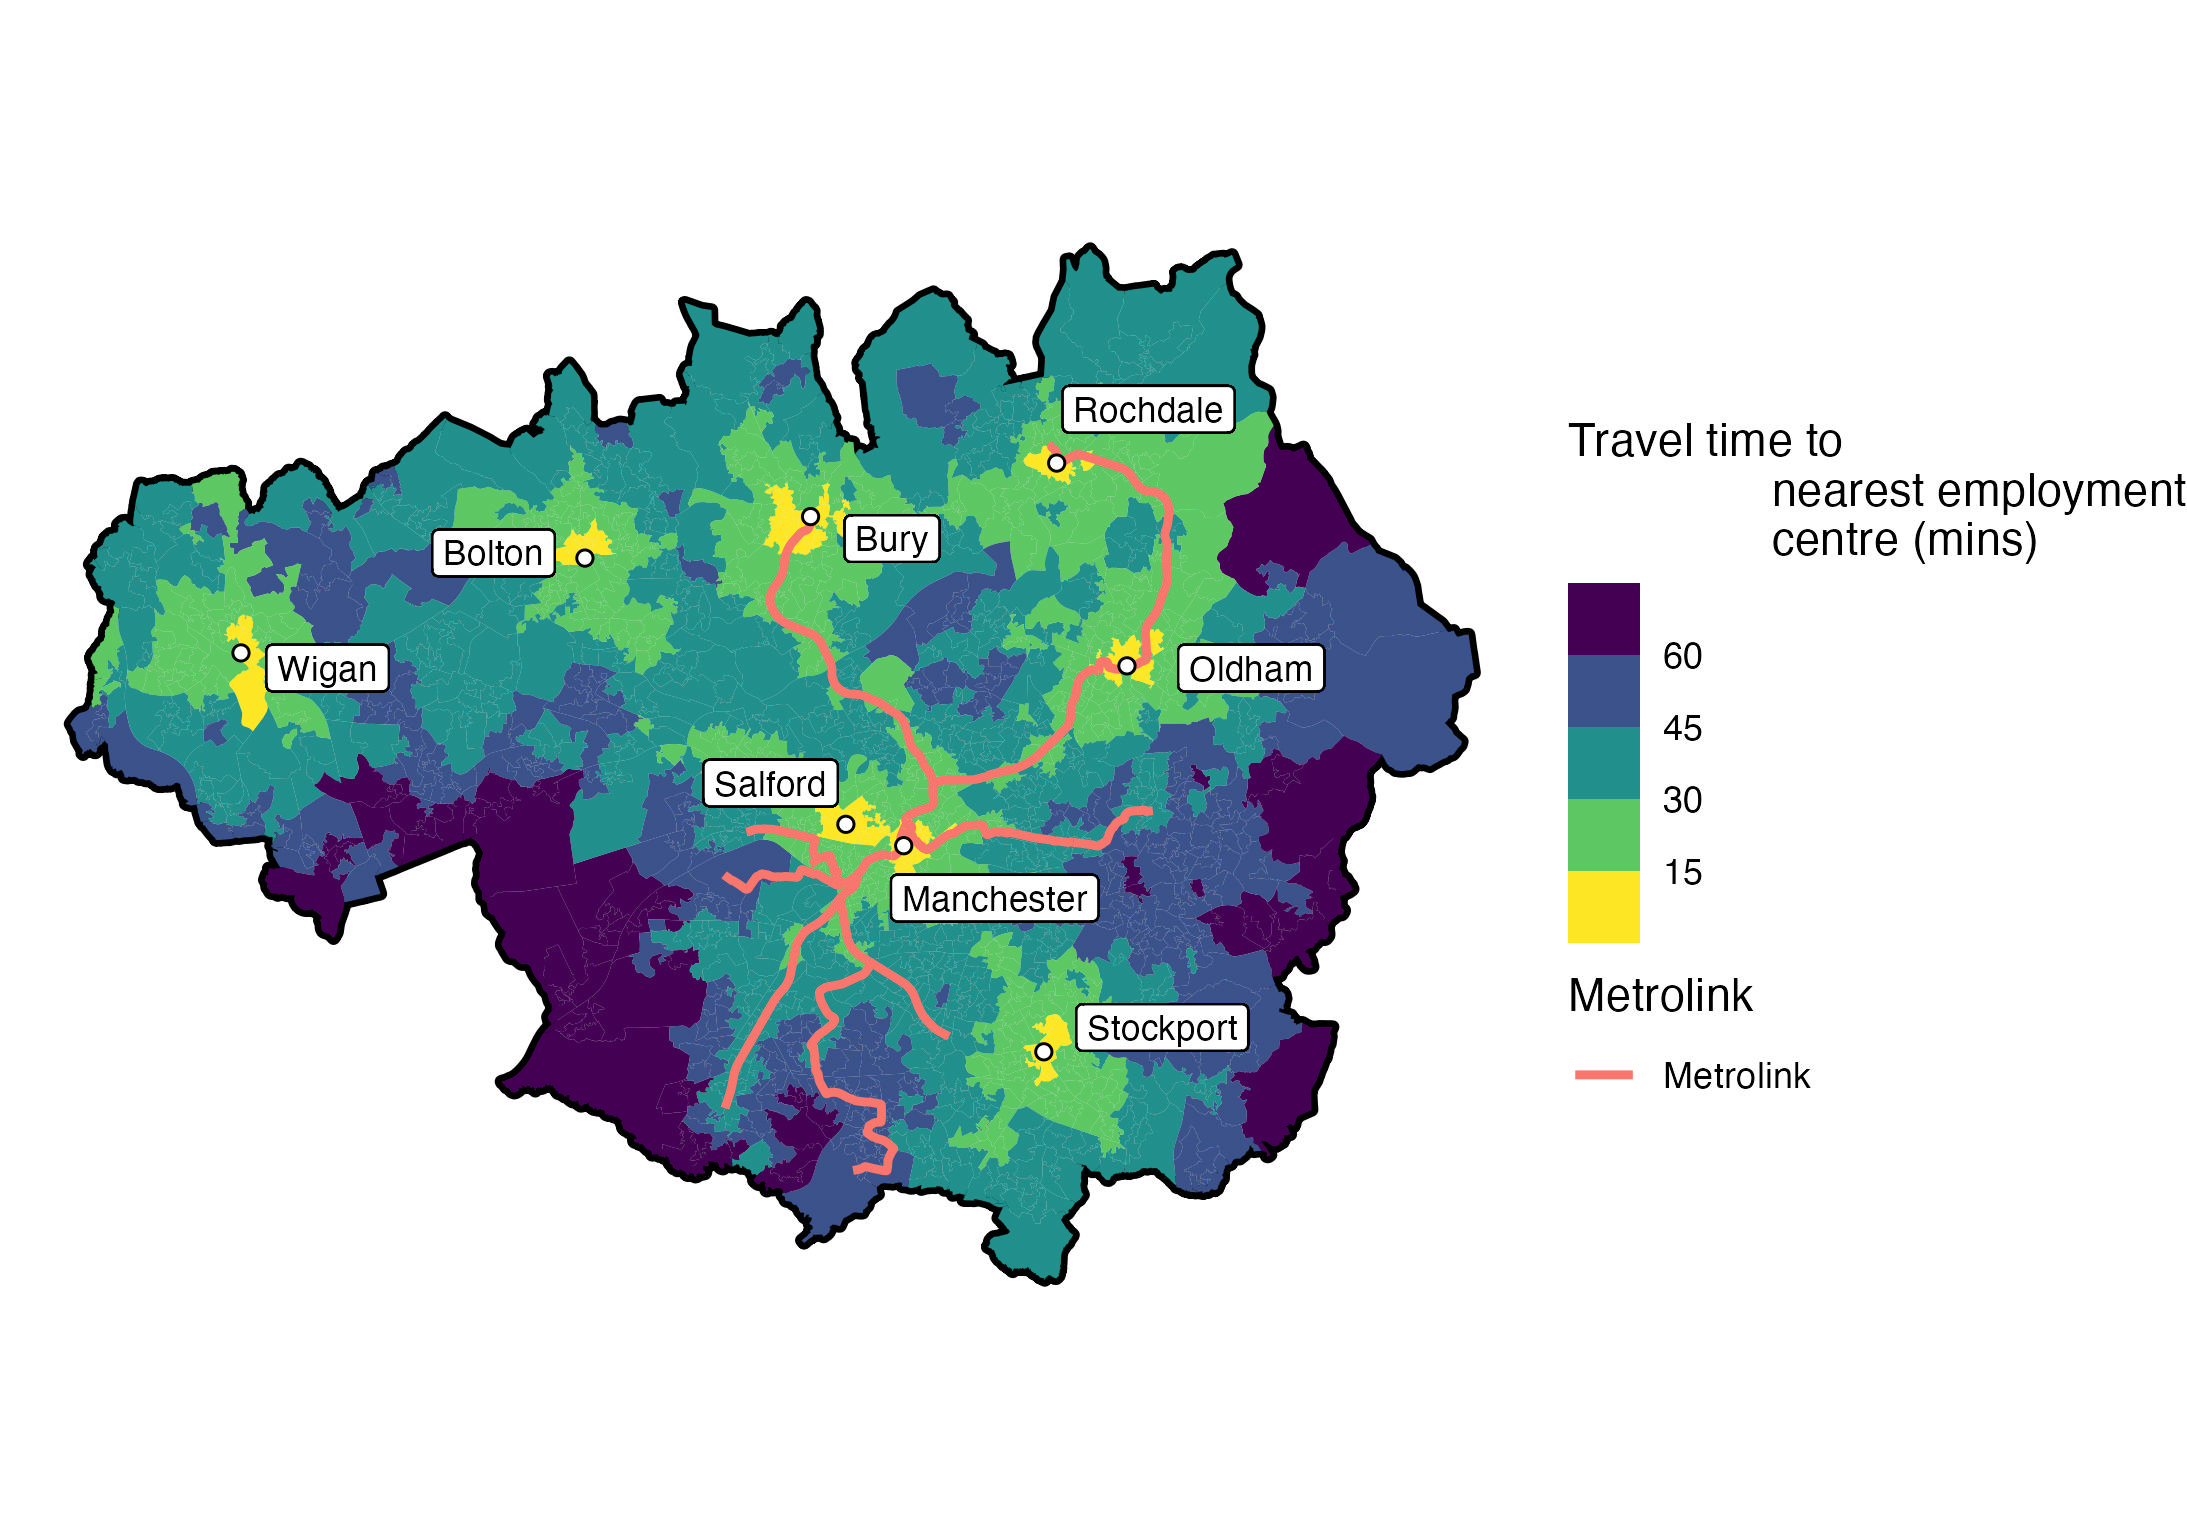 Rochdale
Bolton
Bury
Wigan
Oldham
Salford
Manchester
Stockport
Travel time to
nearest employment
centre (mins)
60
45
30
15
Metrolink
Metrolink